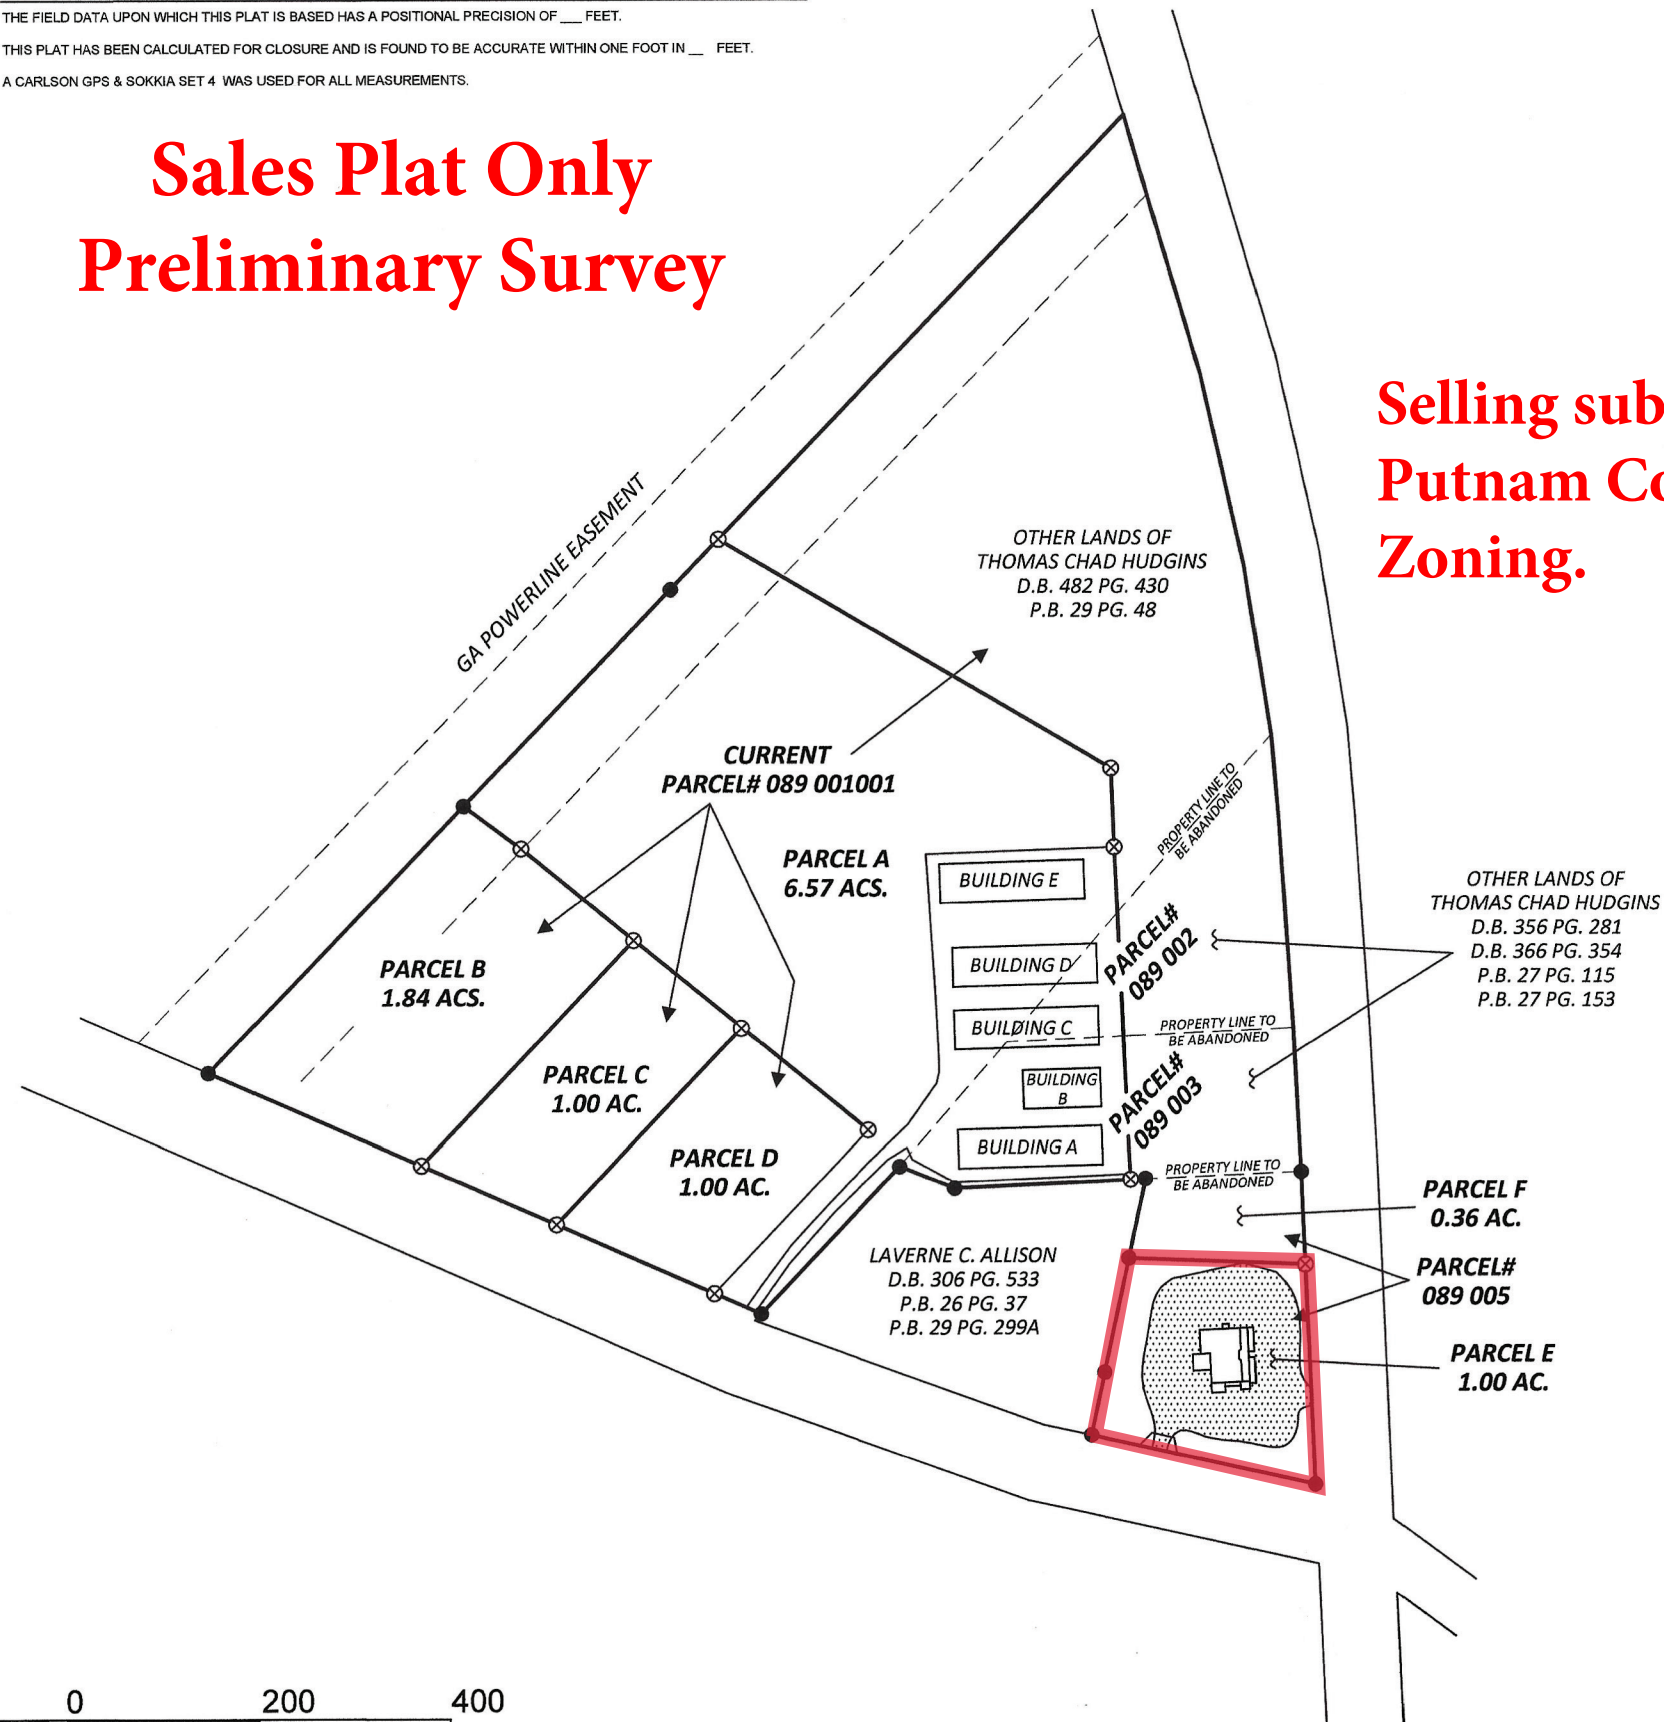 THE FIELD DATA UPON WHICH THIS PLAT IS BASED HAS A POSITIONAL PRECISION OF ___ FEET.
THIS PLAT HAS BEEN CALCULATED FOR CLOSURE AND IS FOUND TO BE ACCURATE WITHIN ONE FOOT IN __ FEET.
A CARLSON GPS & SOKKIA SET 4 WAS USED FOR ALL MEASUREMENTS.
Sales Plat Only
Preliminary Survey
Selling sub
Putnam Co
Zoning.
GA POWERLINE EASEMENT
OTHER LANDS OF
THOMAS CHAD HUDGINS
D.B. 482 PG. 430
P.B. 29 PG. 48
CURRENT
PARCEL# 089 001001
PARCEL A
6.57 ACS.
PROPERTY LINE TO
BE ABANDONED
BUILDING E
BUILDING D
BUILDING C
BUILDING
B
BUILDING A
PARCEL#
089 002
OTHER LANDS OF
THOMAS CHAD HUDGINS
D.B. 356 PG. 281
D.B. 366 PG. 354
P.B. 27 PG. 115
P.B. 27 PG. 153
PROPERTY LINE TO
BE ABANDONED
PARCEL#
089 003
PARCEL B
1.84 ACS.
PARCEL C
1.00 AC.
PARCEL D
1.00 AC.
PROPERTY LINE TO
BE ABANDONED
PARCEL F
0.36 AC.
LAVERNE C. ALLISON
D.B. 306 PG. 533
P.B. 26 PG. 37
P.B. 29 PG. 299A
PARCEL#
089 005
PARCEL E
1.00 AC.
0 200 400